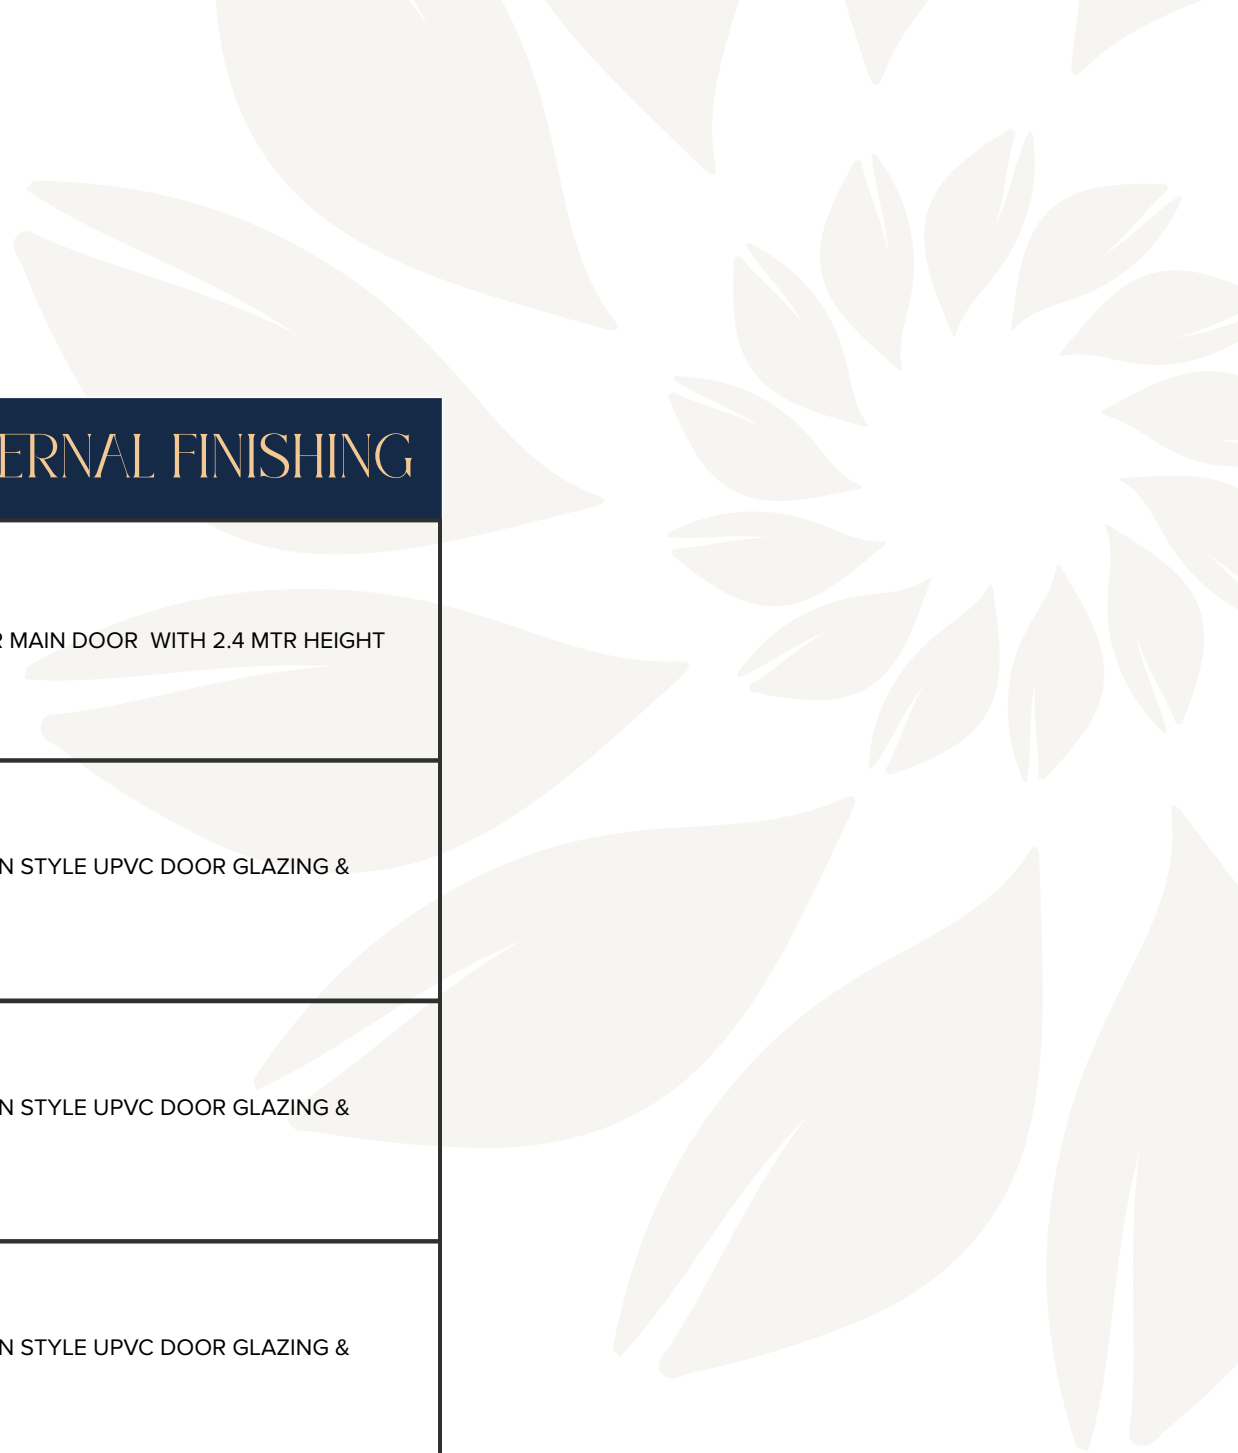 ERNAL FINISHING
R MAIN DOOR WITH 2.4 MTR HEIGHT
N STYLE UPVC DOOR GLAZING &
N STYLE UPVC DOOR GLAZING &
N STYLE UPVC DOOR GLAZING &